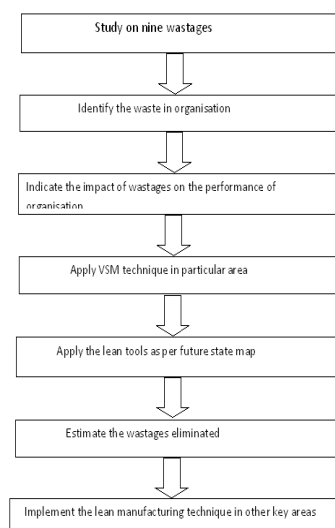 Study on nine wastages
Identify the waste in organisation
Indicate the impact of wastages on the performance of
organisation
Apply VSM technique in particular area
Apply the lean tools as per future state map
Estimate the wastages eliminated
Implement the lean manufacturing technique in other key areas